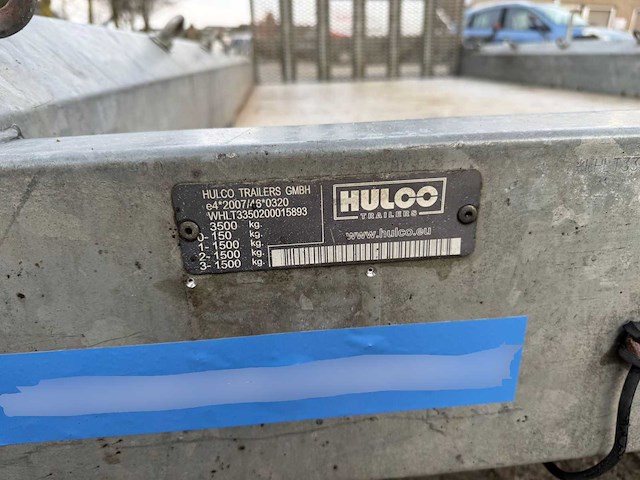 HULCO TRAILERS GMBH
e4*2007/46*0320
WHLT3350200015893
3500 kg.
0- 150 kg.
1- 1500 kg.
2- 1500 kg.
3- 1500 kg.
HULCO
TRAILERS
www.hulco.eu